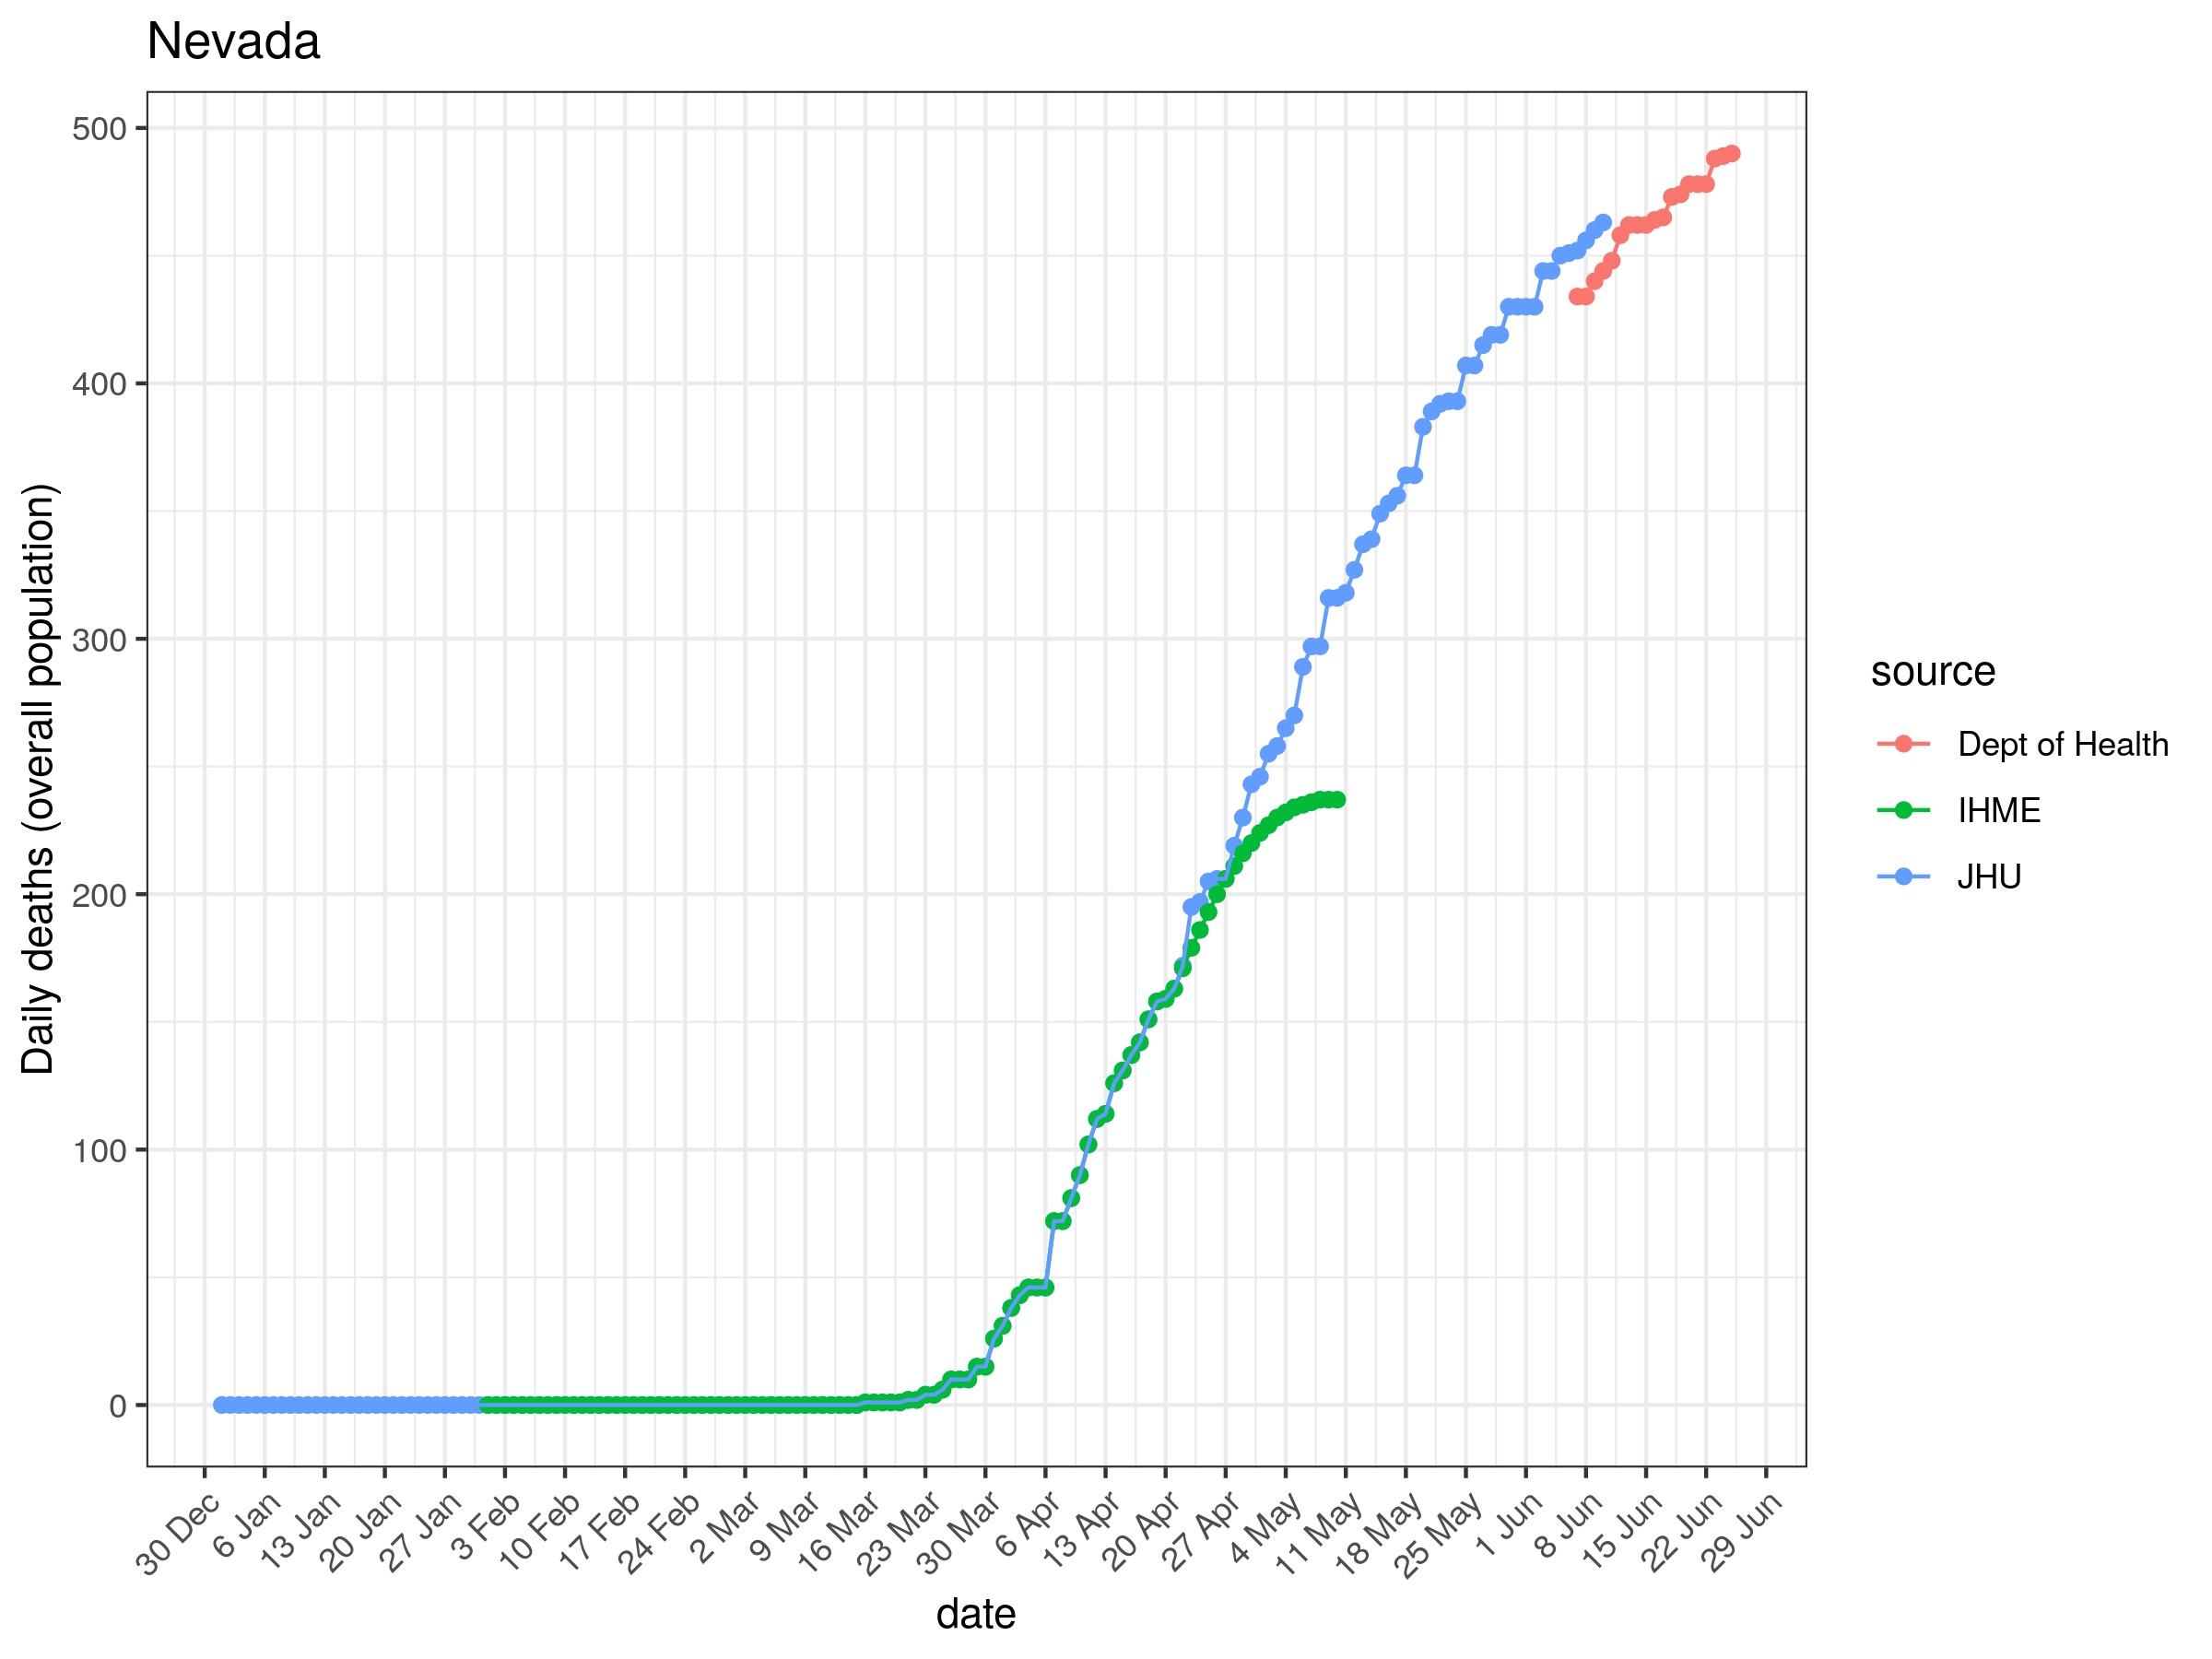 Nevada
500
400
300
200
100
0
Daily deaths (overall population)
30 Dec
6 Jan
13 Jan
20 Jan
27 Jan
3 Feb
10 Feb
17 Feb
24 Feb
2 Mar
9 Mar
16 Mar
23 Mar
30 Mar
6 Apr
13 Apr
20 Apr
27 Apr
4 May
11 May
18 May
25 May
1 Jun
8 Jun
15 Jun
22 Jun
29 Jun
date
source
Dept of Health
IHME
JHU